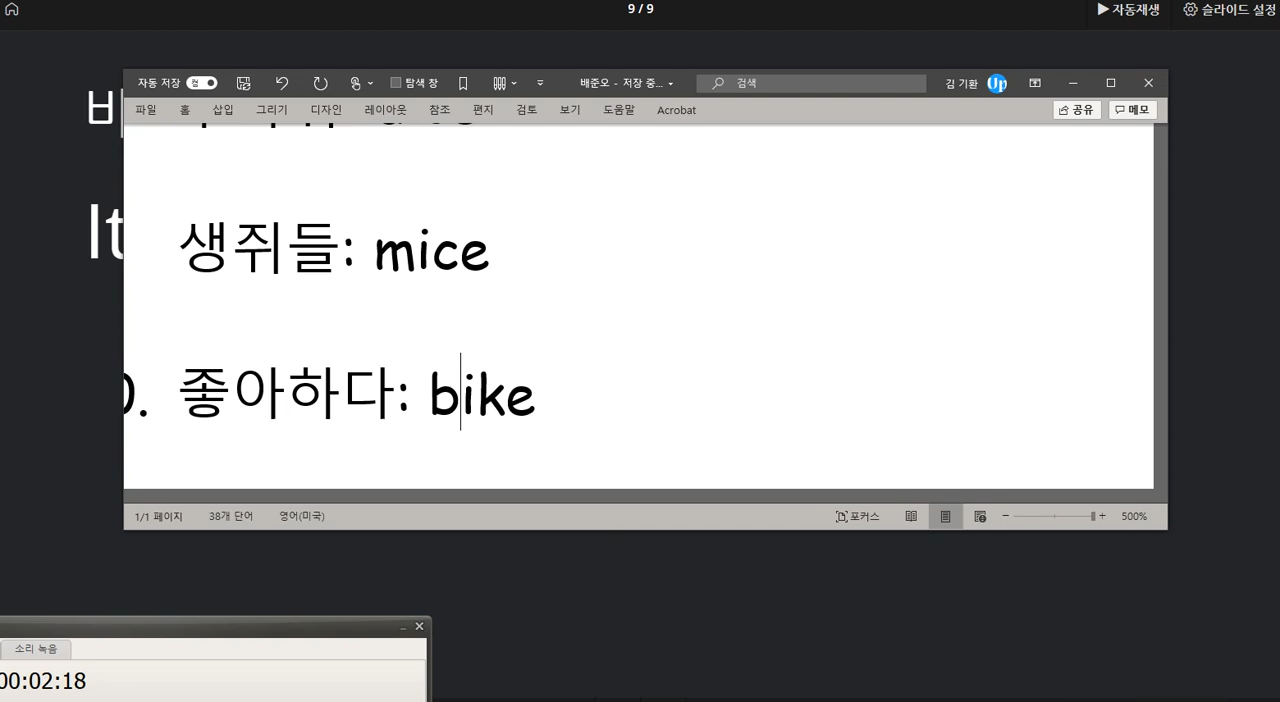 9 / 9
자동재생
슬라이드 설정
자동 저장
탐색 창
배준오 - 저장 중...
검색
김 기환
Up
파일 홈 삽입 그리기 디자인 레이아웃 참조 편지 검토 보기 도움말 Acrobat
공유
메모
It
생쥐들: mice
0. 좋아하다: bike
1/1 페이지 38개 단어 영어(미국)
포커스
500%
소리 녹음
00:02:18